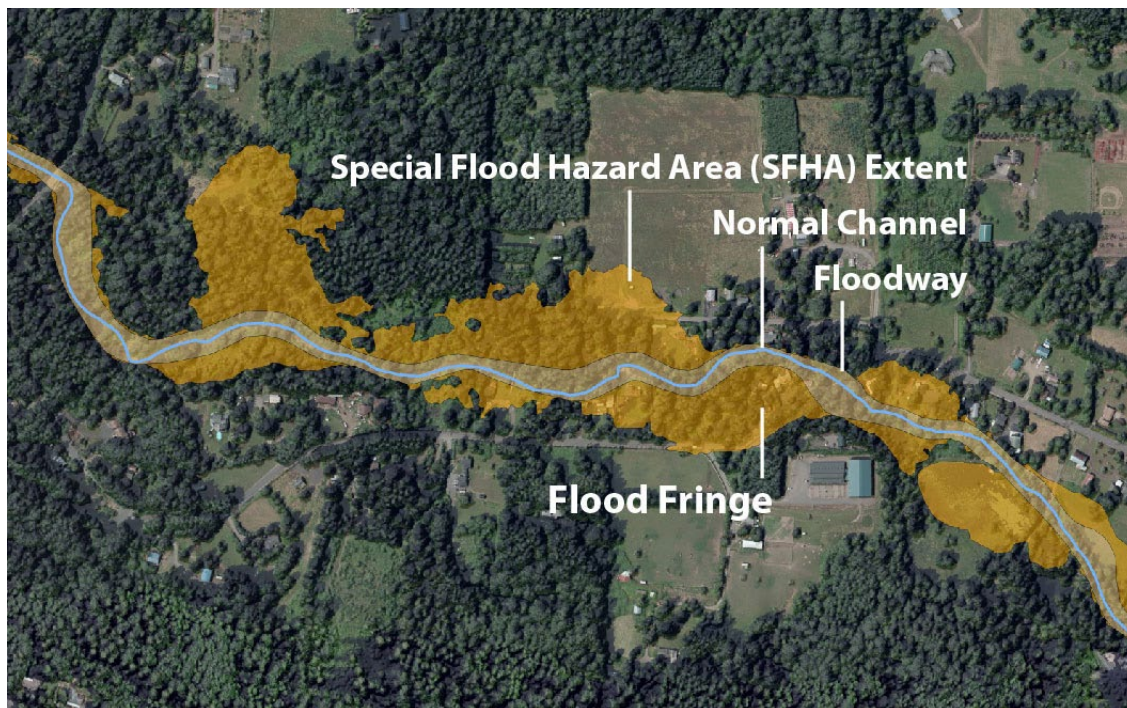 Special Flood Hazard Area (SFHA) Extent
Normal Channel
Floodway
Flood Fringe